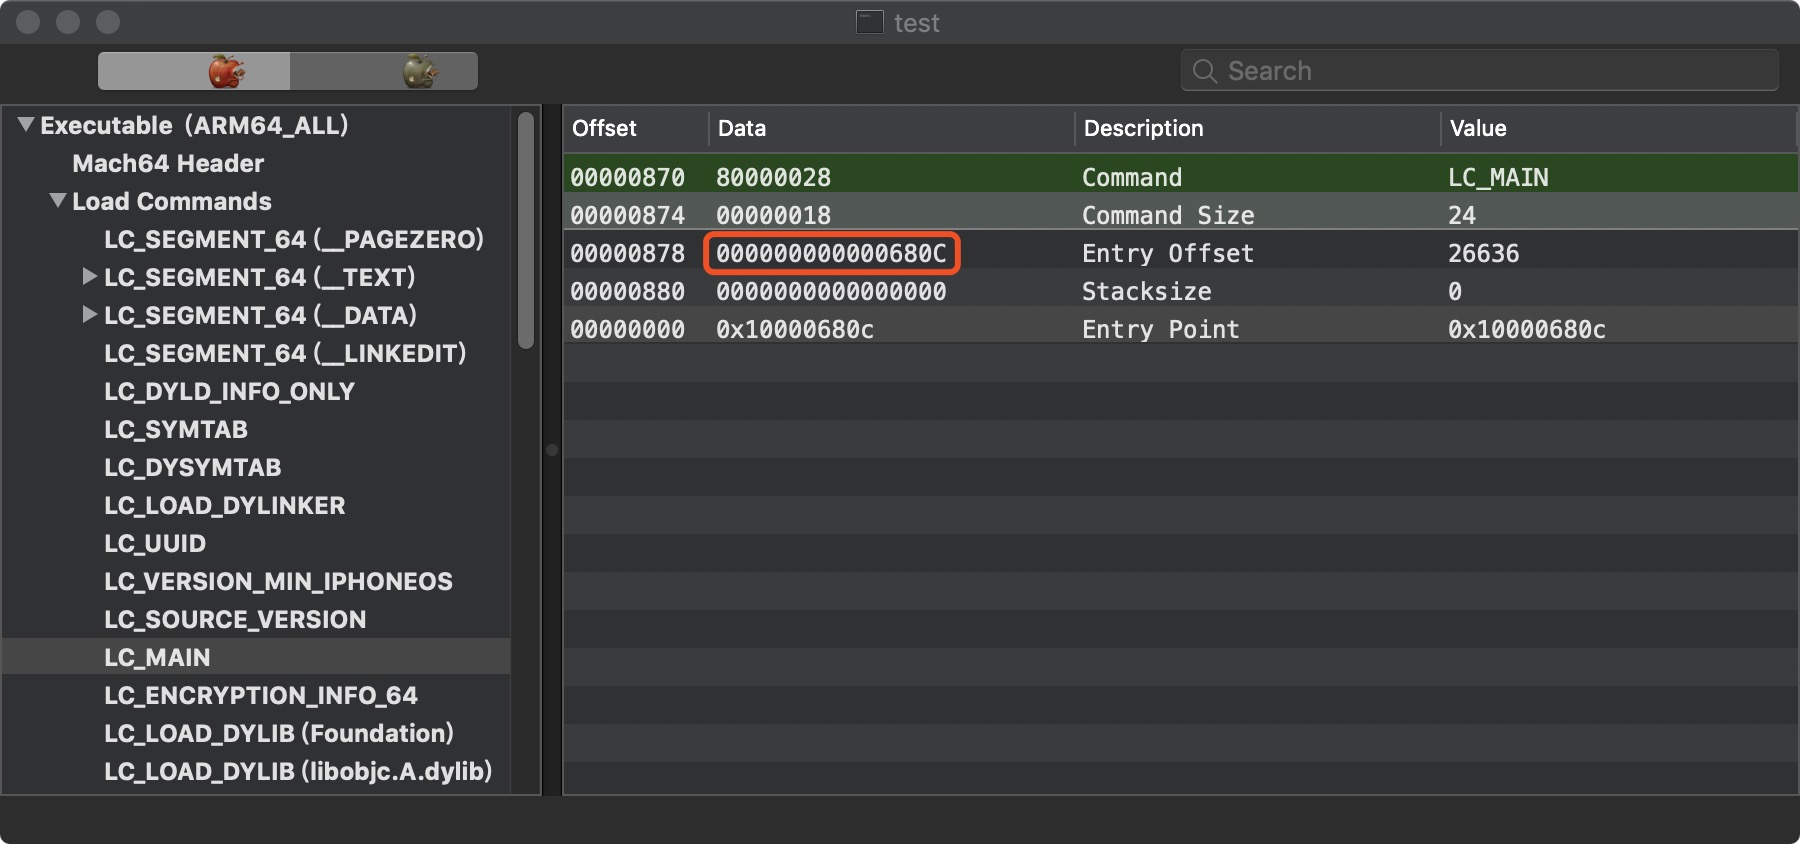 test
Search
Executable (ARM64_ALL)
Mach64 Header
Load Commands
LC_SEGMENT_64 (__PAGEZERO)
LC_SEGMENT_64 (__TEXT)
LC_SEGMENT_64 (__DATA)
LC_SEGMENT_64 (__LINKEDIT)
LC_DYLD_INFO_ONLY
LC_SYMTAB
LC_DYSYMTAB
LC_LOAD_DYLINKER
LC_UUID
LC_VERSION_MIN_IPHONEOS
LC_SOURCE_VERSION
LC_MAIN
LC_ENCRYPTION_INFO_64
LC_LOAD_DYLIB (Foundation)
LC_LOAD_DYLIB (libobjc.A.dylib)
Offset Data Description Value
00000870 80000028 Command LC_MAIN
00000874 00000018 Command Size 24
00000878 000000000000680C Entry Offset 26636
00000880 0000000000000000 Stacksize 0
00000000 0x10000680c Entry Point 0x10000680c